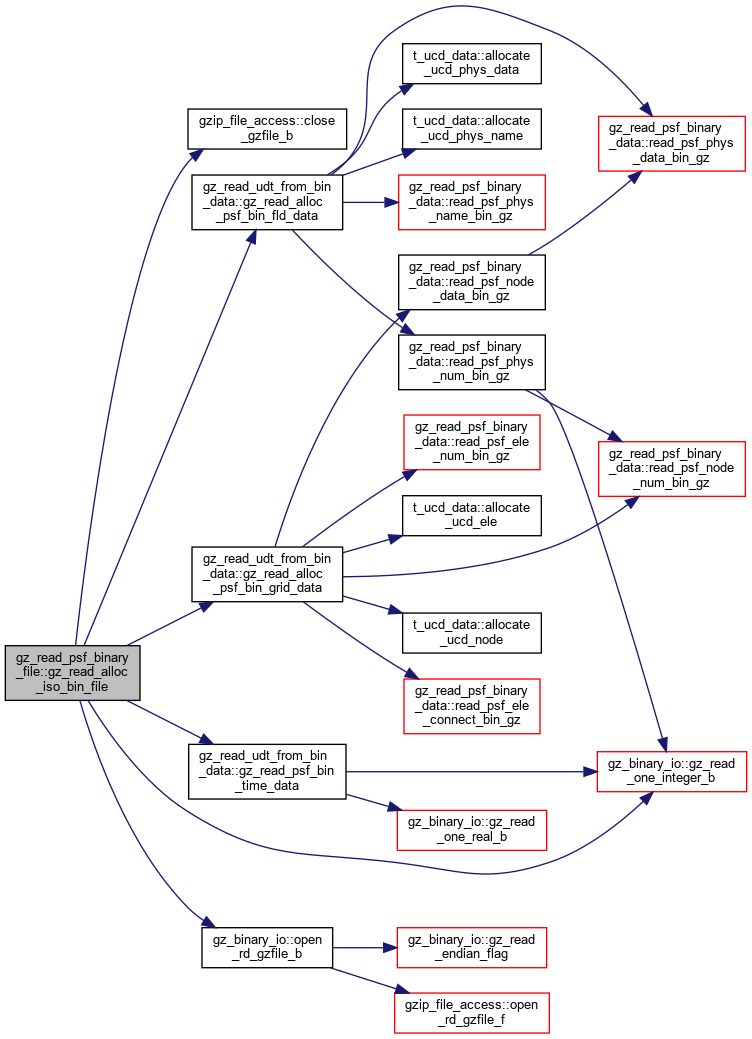 t_ucd_data::allocate
_ucd_phys_data
gzip_file_access::close
_gzfile_b
t_ucd_data::allocate
_ucd_phys_name
gz_read_psf_binary
_data::read_psf_phys
_data_bin_gz
gz_read_udt_from_bin
_data::gz_read_alloc
_psf_bin_fld_data
gz_read_psf_binary
_data::read_psf_phys
_name_bin_gz
gz_read_psf_binary
_data::read_psf_node
_data_bin_gz
gz_read_psf_binary
_data::read_psf_phys
_num_bin_gz
gz_read_psf_binary
_data::read_psf_ele
_num_bin_gz
gz_read_psf_binary
_data::read_psf_node
_num_bin_gz
t_ucd_data::allocate
_ucd_ele
gz_read_udt_from_bin
_data::gz_read_alloc
_psf_bin_grid_data
t_ucd_data::allocate
_ucd_node
gz_read_psf_binary
_file::gz_read_alloc
_iso_bin_file
gz_read_psf_binary
_data::read_psf_ele
_connect_bin_gz
gz_read_udt_from_bin
_data::gz_read_psf_bin
_time_data
gz_binary_io::gz_read
_one_integer_b
gz_binary_io::gz_read
_one_real_b
gz_binary_io::open
_rd_gzfile_b
gz_binary_io::gz_read
_endian_flag
gzip_file_access::open
_rd_gzfile_f